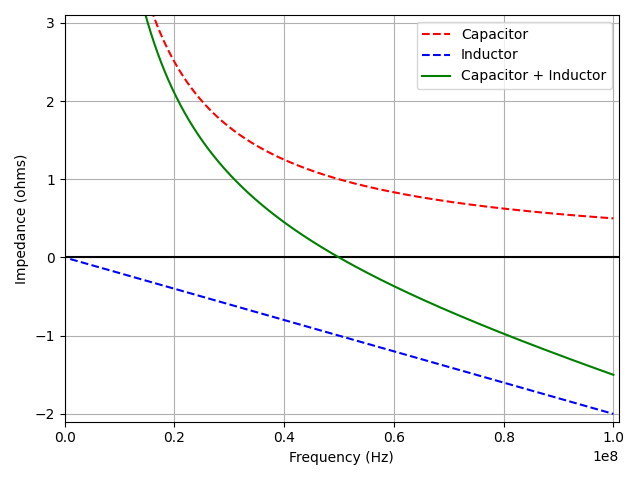 3
2
1
0
−1
−2
Impedance (ohms)
Capacitor
Inductor
Capacitor + Inductor
0.0 0.2 0.4 0.6 0.8 1.0
1e8
Frequency (Hz)